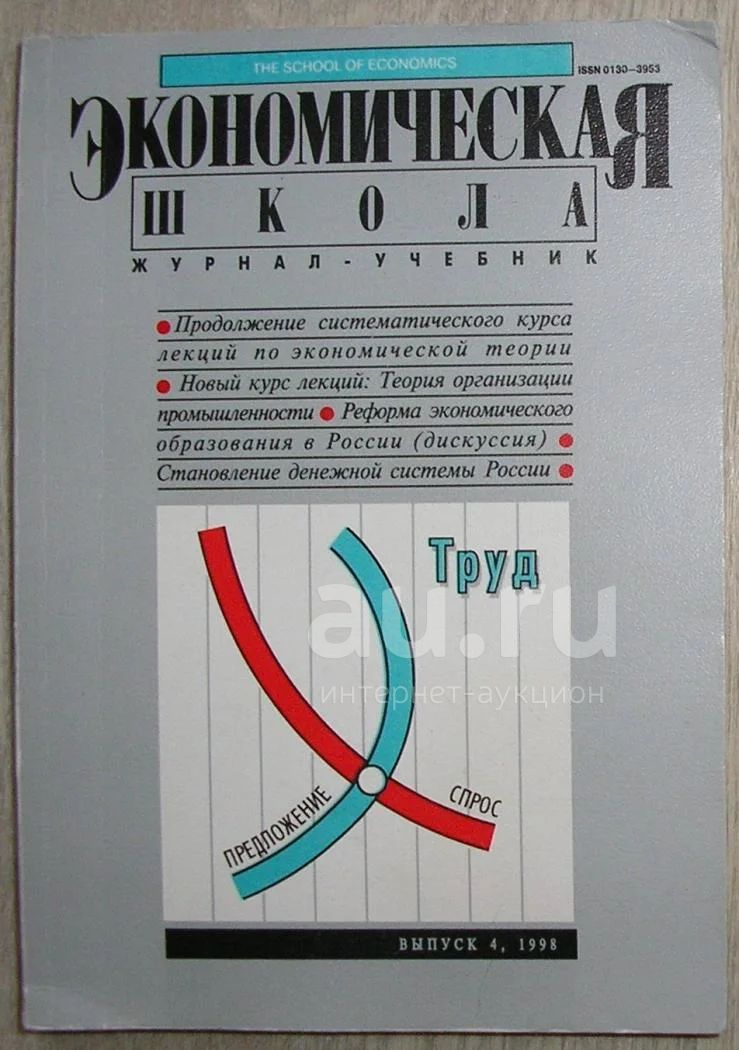 THE SCHOOL OF ECONOMICS
ISSN 0130-3953
ЭКОНОМИЧЕСКАЯ
ШКОЛА
ЖУРНАЛ-УЧЕБНИК
● Продолжение систематического курса
лекций по экономической теории
● Новый курс лекций: Теория организации
промышленности ● Реформа экономического
образования в России (дискуссия) ●
Становление денежной системы России ●
Труд
au.ru
интернет-аукцион
ПРЕДЛОЖЕНИЕ
СПРОС
ВЫПУСК 4, 1998